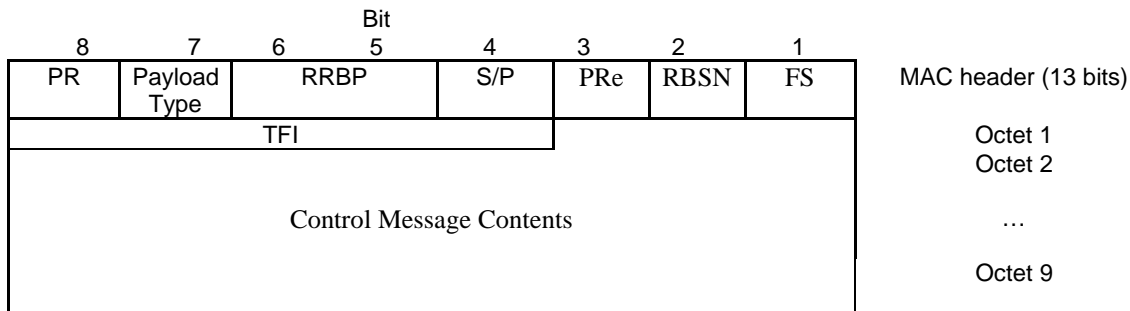 Bit
8 7 6 5 4 3 2 1
PR Payload Type RRBP S/P PRe RBSN FS MAC header (13 bits)
TFI Octet 1
Octet 2
Control Message Contents …
Octet 9